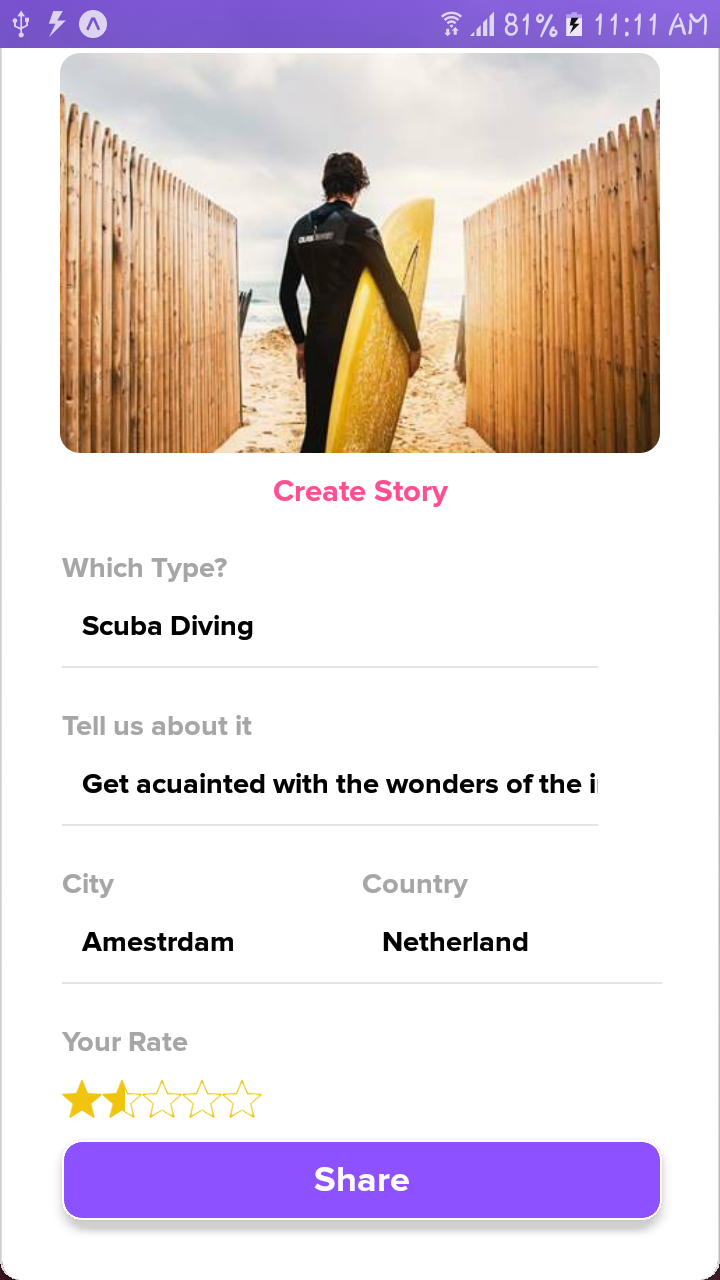 81% 11:11 AM
Create Story
Which Type?
Scuba Diving
Tell us about it
Get acuainted with the wonders of the i
City Country
Amestrdam Netherland
Your Rate
Share